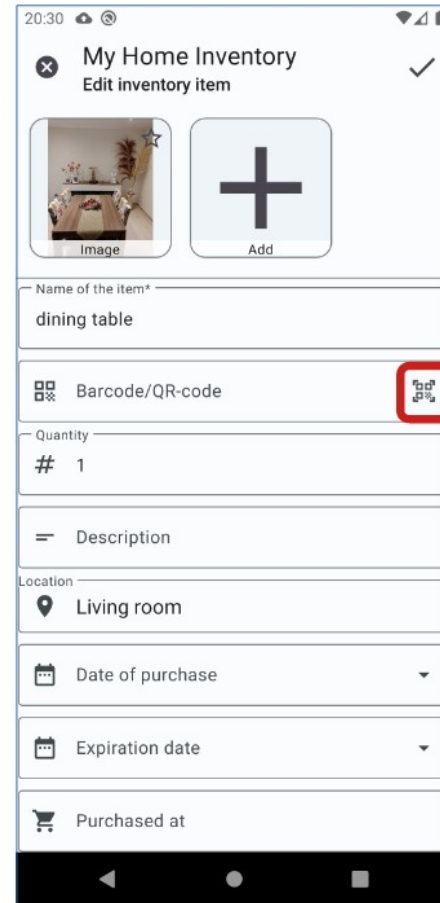 20:30
My Home Inventory
Edit inventory item
Image
Add
Name of the item*
dining table
Barcode/QR-code
Quantity
# 1
Description
Location
Living room
Date of purchase
Expiration date
Purchased at